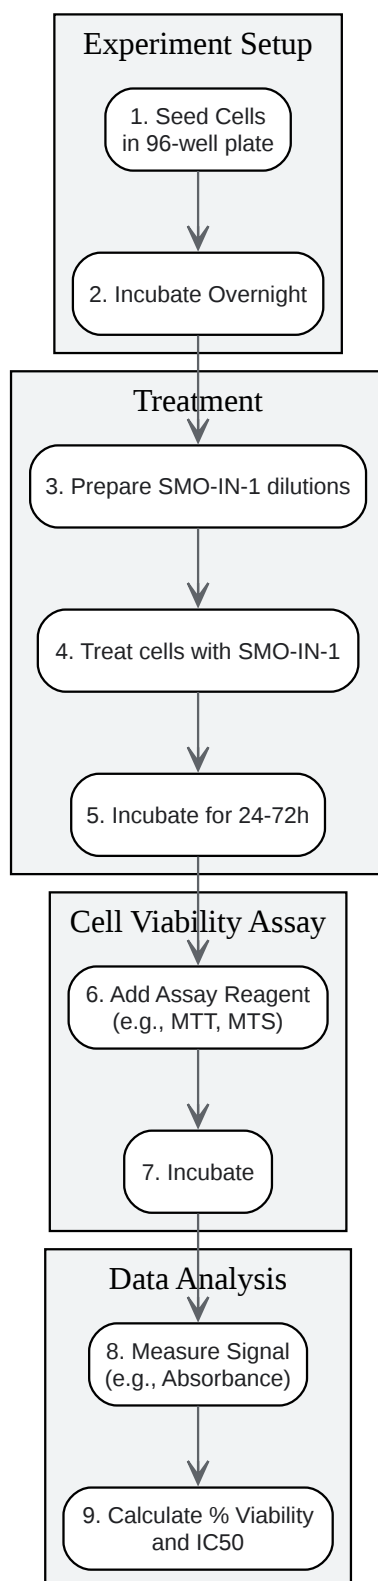 Experiment Setup
1. Seed Cells
in 96-well plate
2. Incubate Overnight
Treatment
3. Prepare SMO-IN-1 dilutions
4. Treat cells with SMO-IN-1
5. Incubate for 24-72h
Cell Viability Assay
6. Add Assay Reagent
(e.g., MTT, MTS)
7. Incubate
Data Analysis
8. Measure Signal
(e.g., Absorbance)
9. Calculate % Viability
and IC50